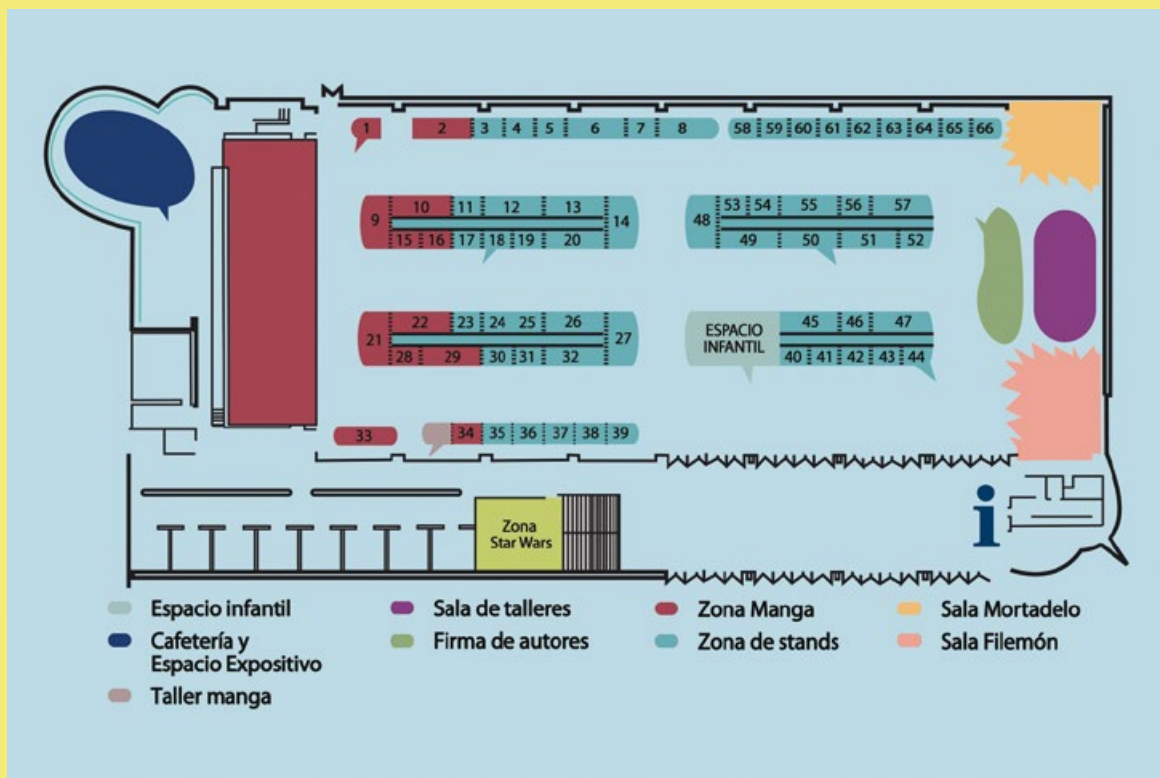 1 2 3 4 5 6 7 8 58 59 60 61 62 63 64 65 66
9 10 11 12 13 14 48 53 54 55 56 57
15 16 17 18 19 20 49 50 51 52
21 22 23 24 25 26 27 45 46 47
ESPACIO
INFANTIL
28 29 30 31 32 40 41 42 43 44
33 34 35 36 37 38 39
Zona
Star Wars
i
Espacio infantil
Cafetería y
Espacio Expositivo
Taller manga
Sala de talleres
Firma de autores
Zona Manga
Zona de stands
Sala Mortadelo
Sala Filemón